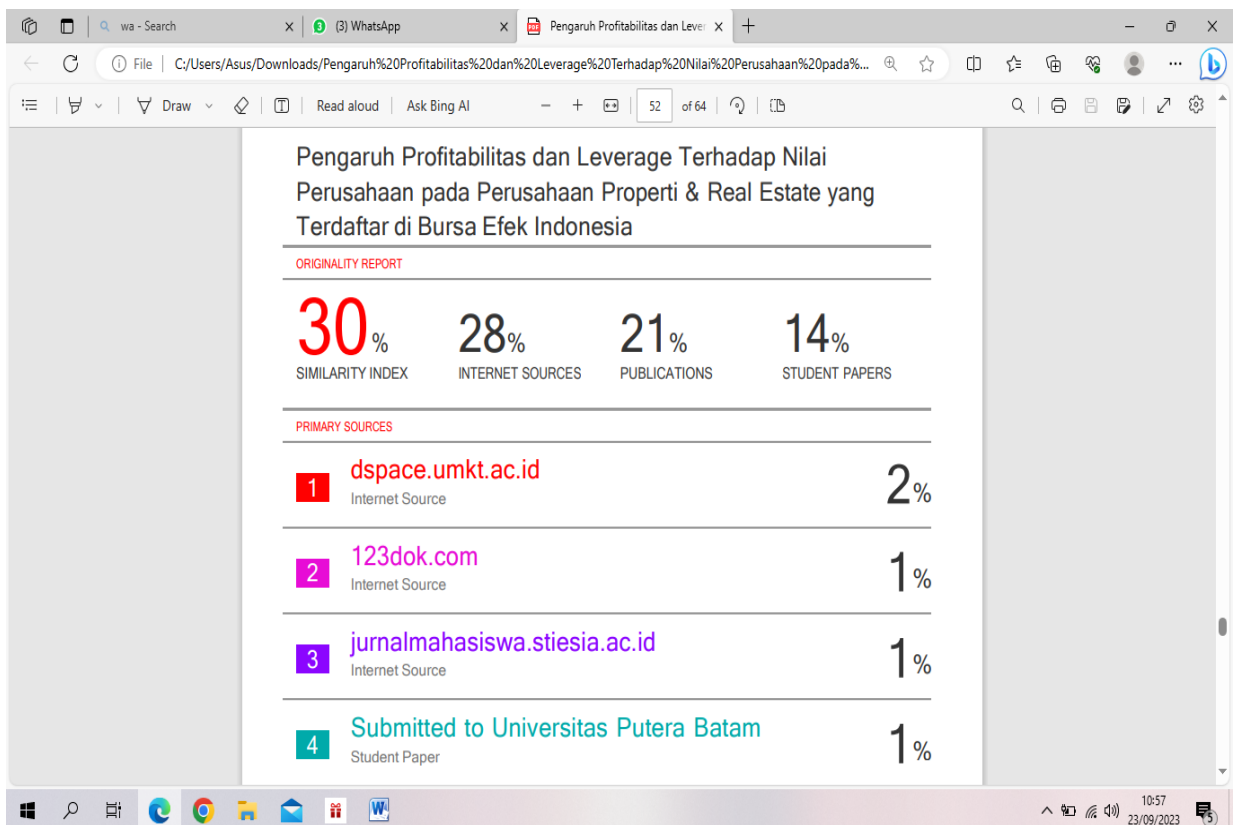 wa - Search
(3) WhatsApp
Pengaruh Profitabilitas dan Lever
File
C:/Users/Asus/Downloads/Pengaruh%20Profitabilitas%20dan%20Leverage%20Terhadap%20Nilai%20Perusahaan%20pada%...
Draw
Read aloud
Ask Bing AI
52 of 64
Pengaruh Profitabilitas dan Leverage Terhadap Nilai
Perusahaan pada Perusahaan Properti & Real Estate yang
Terdaftar di Bursa Efek Indonesia
ORIGINALITY REPORT
30% 28% 21% 14%
SIMILARITY INDEX INTERNET SOURCES PUBLICATIONS STUDENT PAPERS
PRIMARY SOURCES
1 dspace.umkt.ac.id 2%
Internet Source
2 123dok.com 1%
Internet Source
3 jurnalmahasiswa.stiesia.ac.id 1%
Internet Source
4 Submitted to Universitas Putera Batam 1%
Student Paper
10:57
23/09/2023